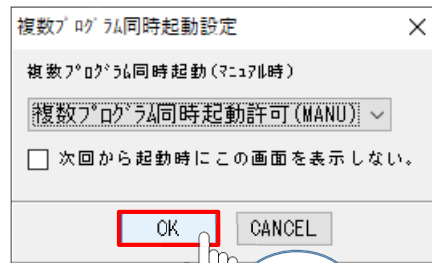 複数ﾌﾟﾛｸﾞﾗﾑ同時起動設定
複数ﾌﾟﾛｸﾞﾗﾑ同時起動(ﾏﾆｭｱﾙ時)
複数ﾌﾟﾛｸﾞﾗﾑ同時起動許可(MANU)
次回から起動時にこの画面を表示しない。
OK CANCEL